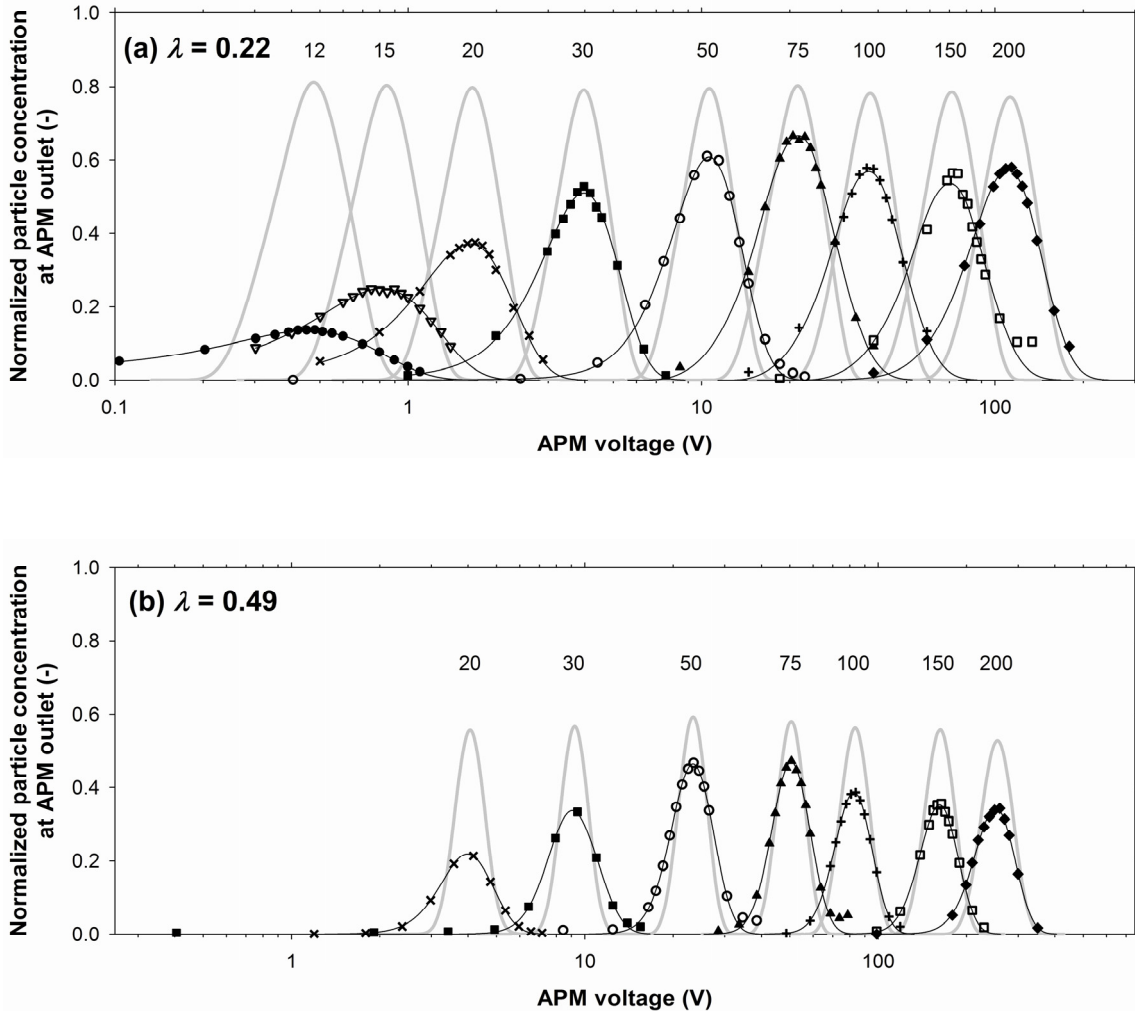 (a) λ = 0.22
12 15 20 30 50 75 100 150 200
Normalized particle concentration
at APM outlet (-)
1.0
0.8
0.6
0.4
0.2
0.0
0.1 1 10 100
APM voltage (V)
(b) λ = 0.49
20 30 50 75 100 150 200
Normalized particle concentration
at APM outlet (-)
1.0
0.8
0.6
0.4
0.2
0.0
1 10 100
APM voltage (V)